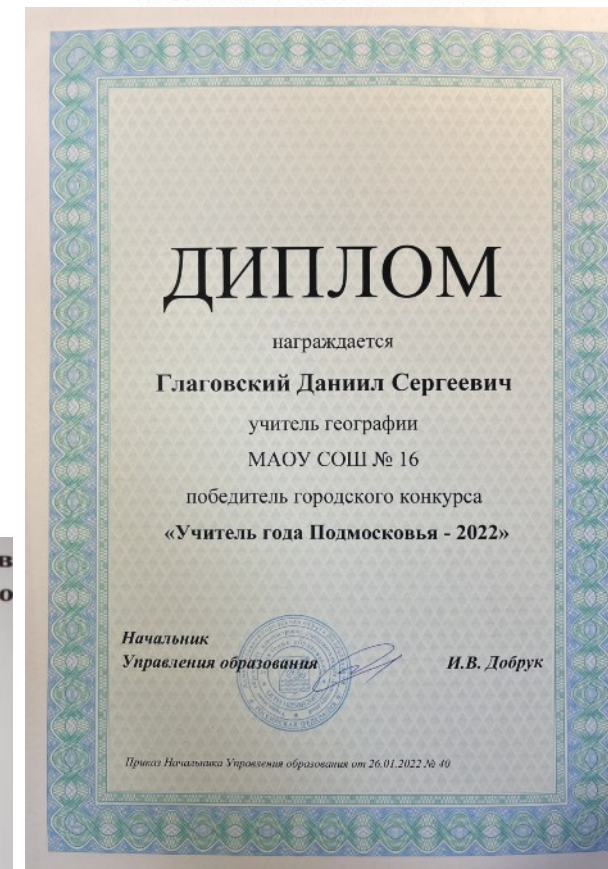 ДИПЛОМ
награждается
Глаговский Даниил Сергеевич
учитель географии
МАОУ СОШ № 16
победитель городского конкурса
«Учитель года Подмосковья - 2022»
Начальник
Управления образования И.В. Добрук
Приказ Начальника Управления образования от 26.01.2022 № 40
в
о